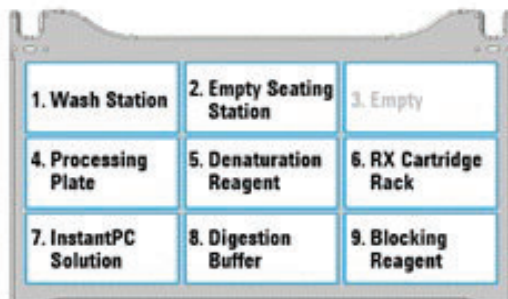 1. Wash Station
2. Empty Seating
Station
3. Empty
4. Processing
Plate
5. Denaturation
Reagent
6. RX Cartridge
Rack
7. InstantPC
Solution
8. Digestion
Buffer
9. Blocking
Reagent